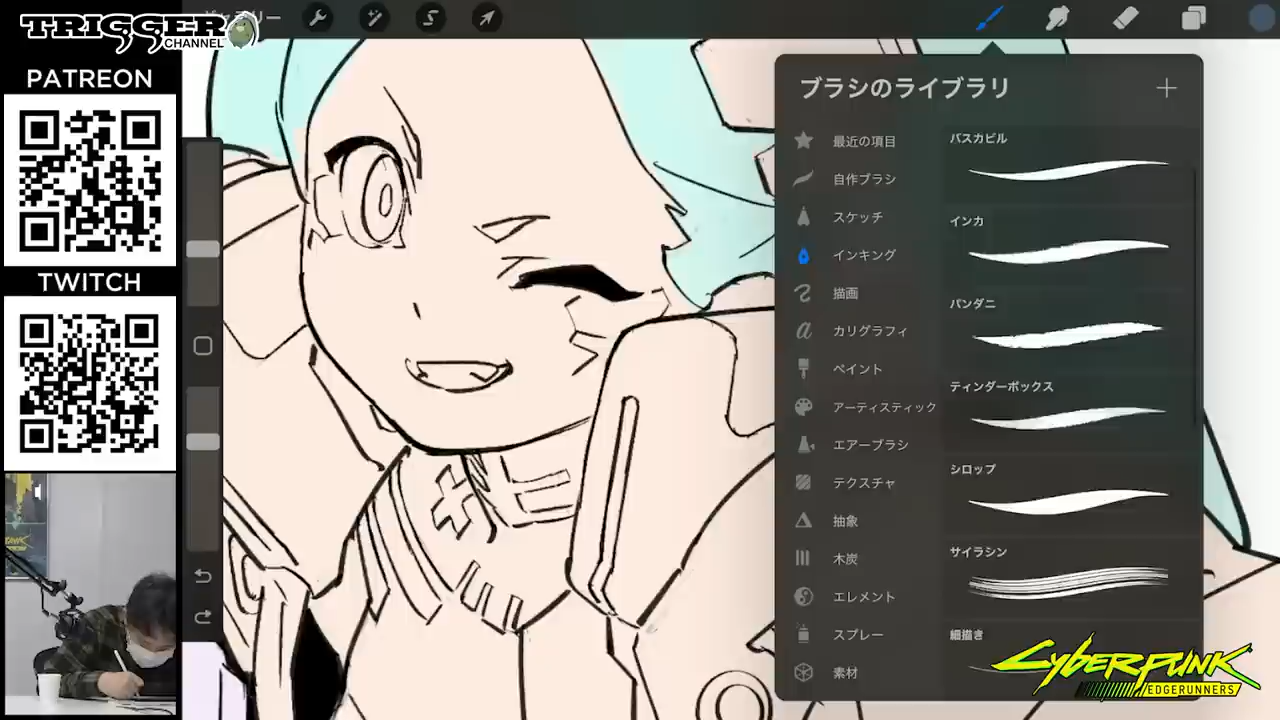 TRIGGER
CHANNEL
PATREON
TWITCH
ブラシのライブラリ
最近の項目
自作ブラシ
スケッチ
インキング
描画
カリグラフィ
ペイント
アーティスティック
エアーブラシ
テクスチャ
抽象
木炭
エレメント
スプレー
素材
バスカビル
インカ
パンダニ
ティンダーボックス
シロップ
サイラシン
細描き
CYBERPUNK
EDGERUNNERS